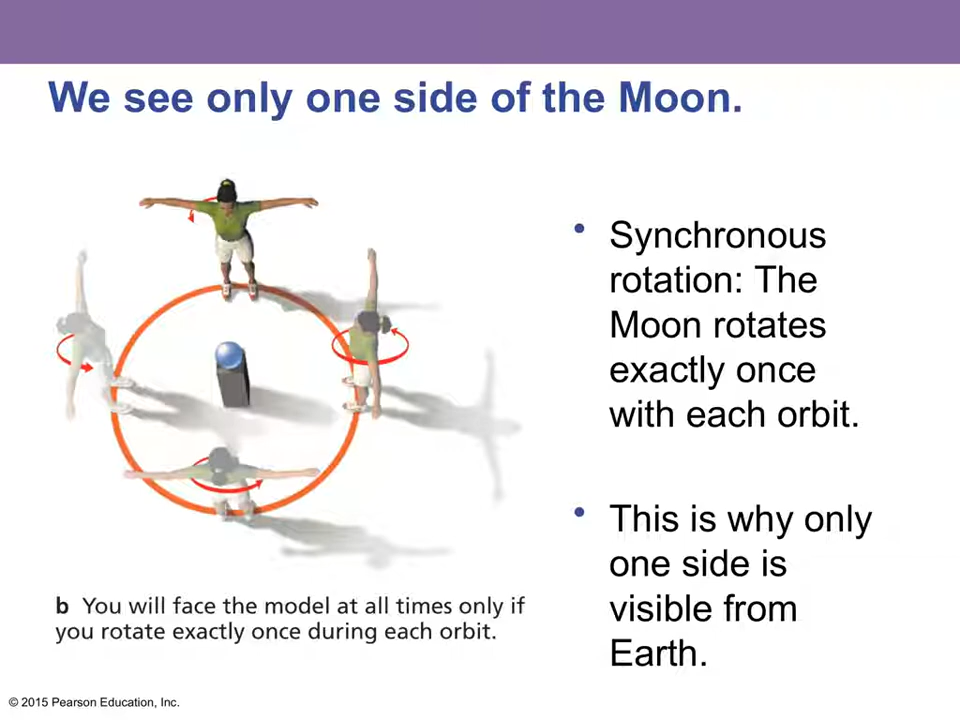 We see only one side of the Moon.
• Synchronous
rotation: The
Moon rotates
exactly once
with each orbit.
• This is why only
one side is
visible from
Earth.
b You will face the model at all times only if
you rotate exactly once during each orbit.
© 2015 Pearson Education, Inc.